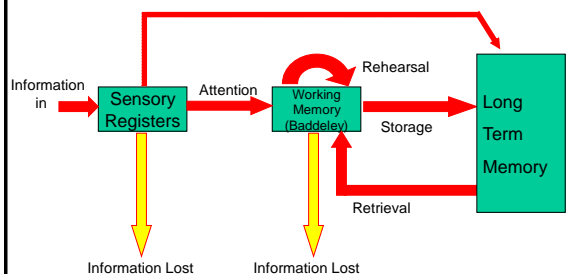 Information
in
Sensory
Registers
Attention
Working
Memory
(Baddeley)
Rehearsal
Storage
Long
Term
Memory
Retrieval
Information Lost
Information Lost